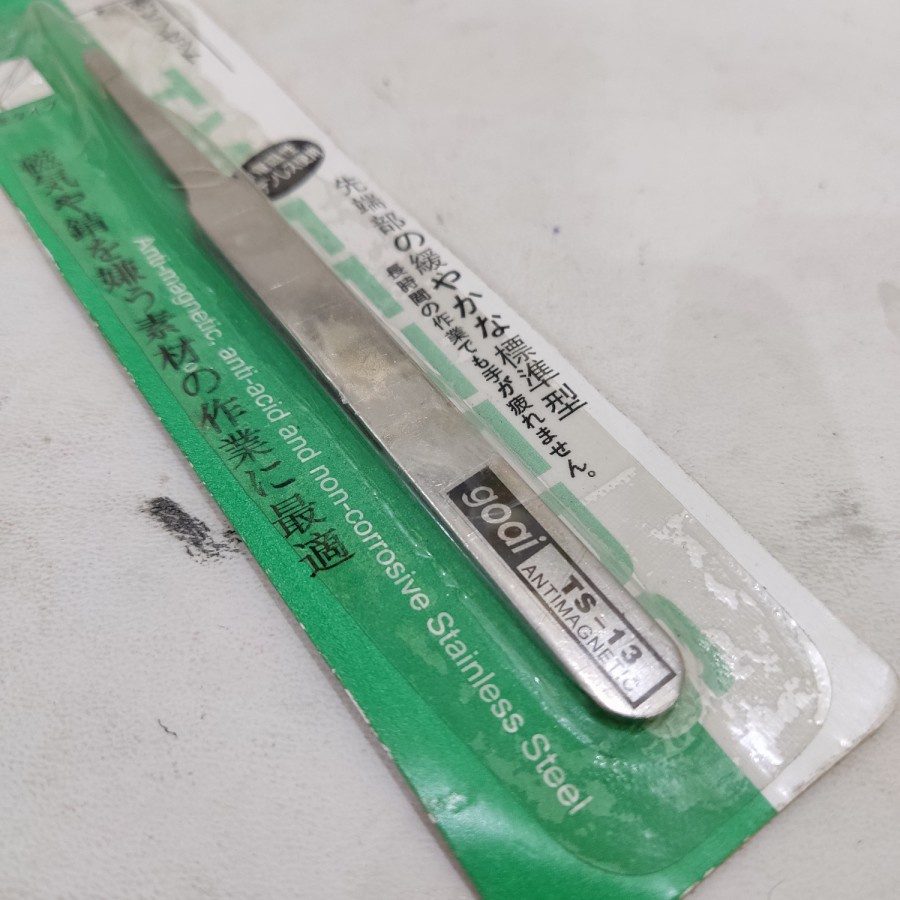 磁気や錆を嫌う素材の作業に最適
Anti-magnetic, anti-acid and non-corrosive Stainless Steel
先端部の緩やかな標準型
長時間の作業でも手が疲れません。
goai
TS-13
ANTIMAGNETIC